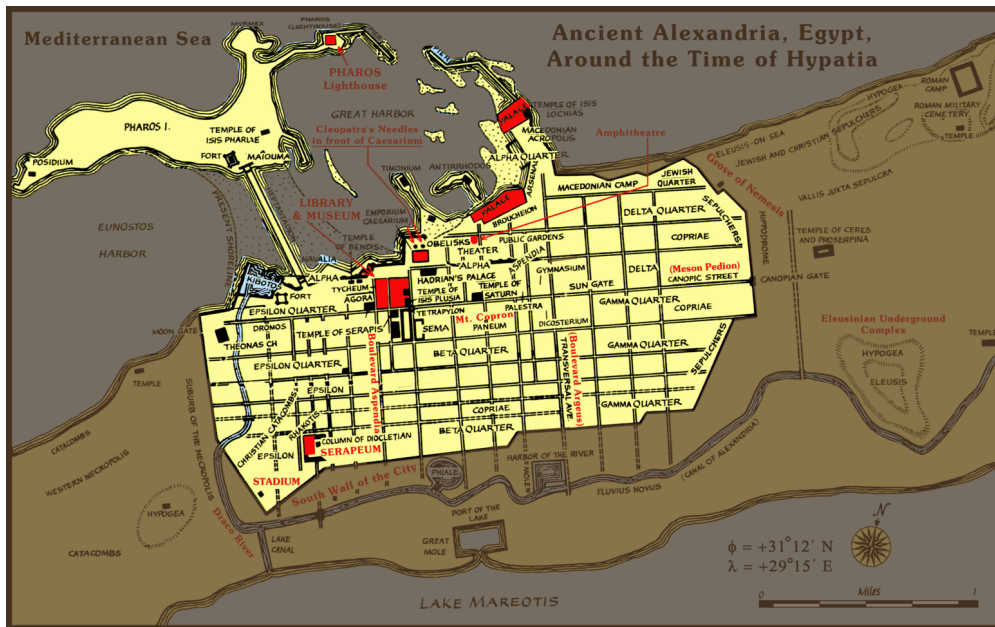 Mediterranean Sea
Ancient Alexandria, Egypt,
Around the Time of Hypatia
MYRMEX
PHAROS
(LIGHTHOUSE)
PHAROS
Lighthouse
GREAT HARBOR
Cleopatra's Needles
in front of Caesarium
TEMPLE OF ISIS
LOCHIAS
PALACE
MACEDONIAN
ACROPOLIS
Amphitheatre
ROMAN
CAMP
HYPOGEA
ROMAN MILITARY
CEMETERY
TEMPLE
ELEUSIS-ON-SEA
JEWISH AND CHRISTIAN SEPULCHERS
Grove of Nemesis
VALLIS JUXTA SEPULCRA
PHAROS I.
TEMPLE OF
ISIS PHARIAE
FORT
MAIOUMA
POSIDIUM
ALPHA QUARTER
ARSENAL
TIMONIUM
ANTIRRHODOS
MACEDONIAN CAMP
JEWISH
QUARTER
SEPULCHERS
LIBRARY
& MUSEUM
HEPTASTADION
PRESENT SHORELINE
EMPORIUM
CAESARIUM
PALACE
BROUCHEION
DELTA QUARTER
EUNOSTOS
HARBOR
TEMPLE
OF BENDIS
OBELISKS
THEATER
PUBLIC GARDENS
COPRIAE
HIPPODROME
TEMPLE OF CERES
AND PROSERPINA
NAVALIA
ALPHA
ALPHA
ASPENDIA
GYMNASIUM
DELTA
(Meson Pedion)
CANOPIC STREET
CANOPIAN GATE
KIBOTOS
FORT
TYCHEUM
AGORA
HADRIAN'S PALACE
TEMPLE OF
ISIS PLUSIA
TEMPLE OF
SATURN
SUN GATE
EPSILON QUARTER
TETRAPYLON
PALESTRA
GAMMA QUARTER
COPRIAE
MOON GATE
DROMOS
TEMPLE OF SERAPIS
SEMA
Mt. Copron
PANEUM
DICOSTERIUM
THEONAS CH
BETA QUARTER
GAMMA QUARTER
SEPULCHERS
Eleusinian Underground
Complex
HYPOGEA
ELEUSIS
TEMPL
EPSILON QUARTER
Boulevard Aspendia
TRANSVERSAL AVE.
(Boulevard Argeus)
TEMPLE
SUBURB OF THE NECROPOLIS
EPSILON
CHRISTIAN CATACOMBS
RHAKOTIS
COPRIAE
GAMMA QUARTER
BETA QUARTER
COLUMN OF DIOCLETIAN
SERAPEUM
EPSILON
STADIUM
CATACOMBS
WESTERN NECROPOLIS
South Wall of the City
PHIALE
HARBOR OF THE RIVER
FLUVIUS NOVUS
(CANAL OF ALEXANDRIA)
HYPOGEA
Draco River
CATACOMBS
LAKE
CANAL
PORT OF THE
LAKE
GREAT
MOLE
LAKE MAREOTIS
N
φ = +31°12' N
λ = +29°15' E
0 Miles 1